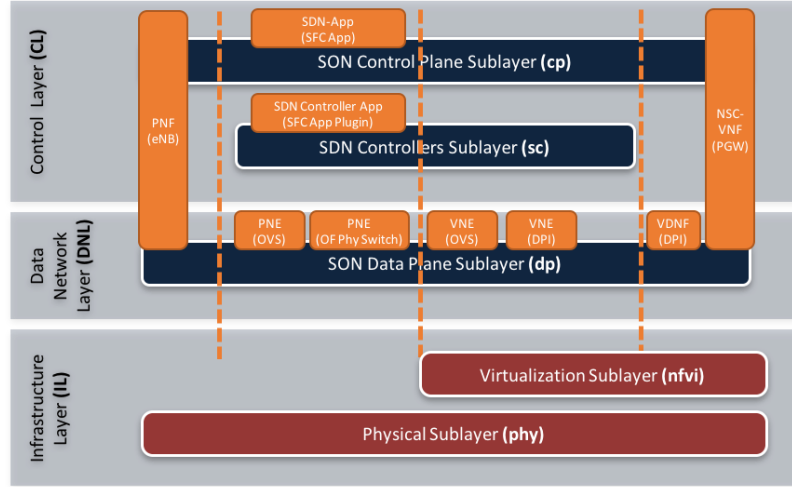 Control Layer (CL)
PNF
(eNB)
SDN-App
(SFC App)
SON Control Plane Sublayer (cp)
SDN Controller App
(SFC App Plugin)
SDN Controllers Sublayer (sc)
NSC-
VNF
(PGW)
Data
Network
Layer (DNL)
PNE
(OVS)
PNE
(OF Phy Switch)
VNE
(OVS)
VNE
(DPI)
VDNF
(DPI)
SON Data Plane Sublayer (dp)
Infrastructure
Layer (IL)
Virtualization Sublayer (nfvi)
Physical Sublayer (phy)